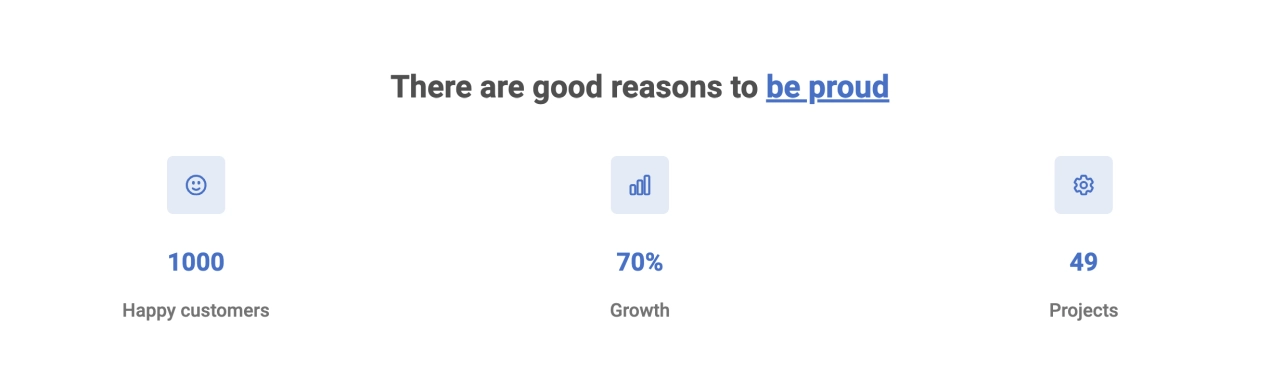 There are good reasons to be proud
1000
70%
49
Happy customers
Growth
Projects